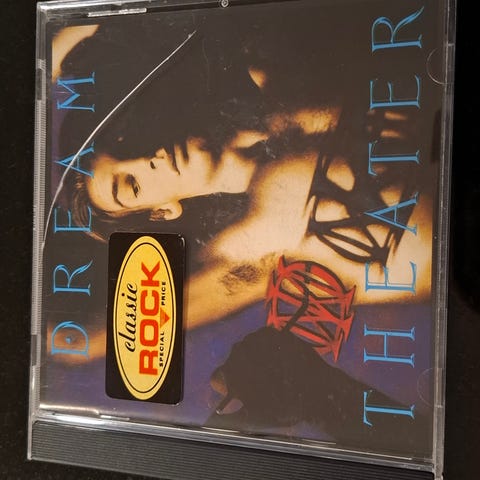 DREAM
THEATER
classic
ROCK
SPECIAL PRICE